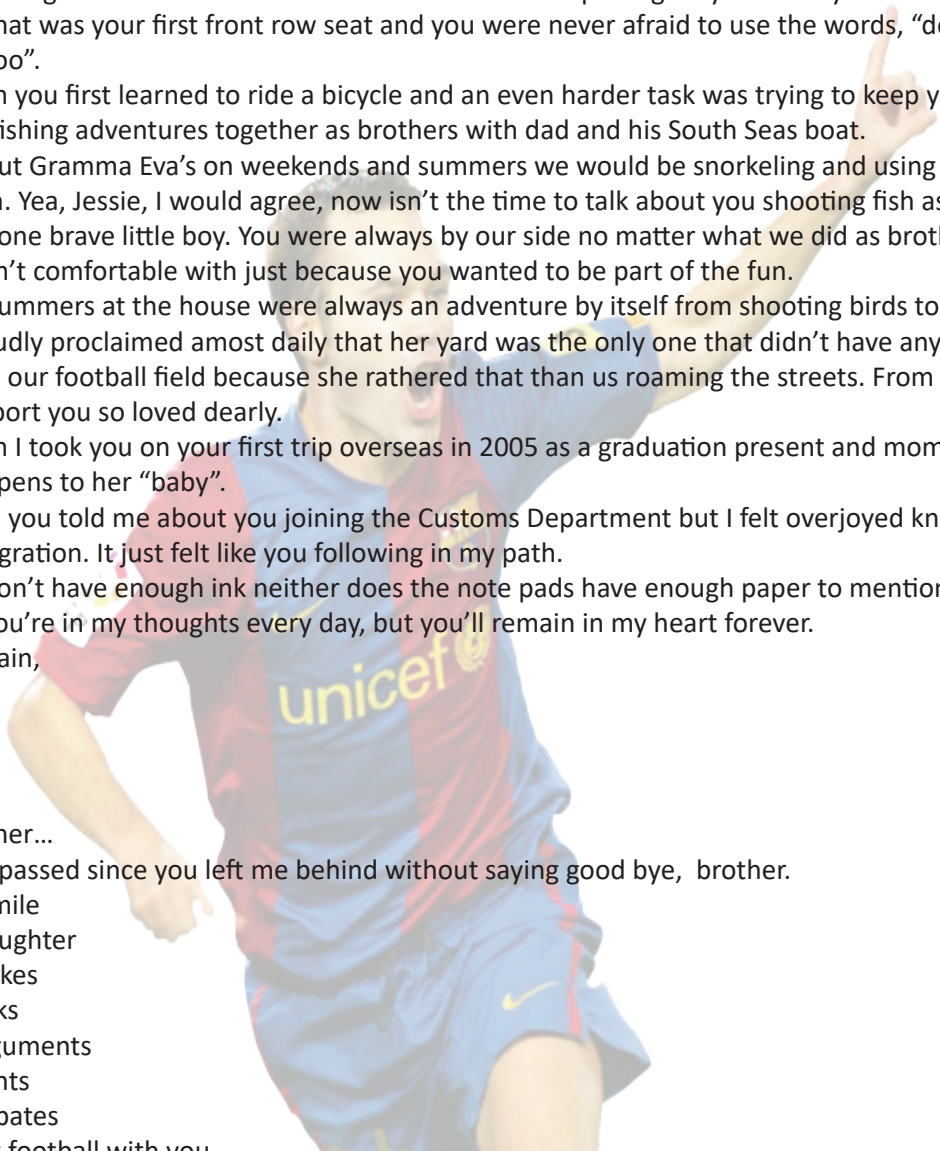 hat was your first front row seat and you were never afraid to use the words, “d
oo”.
n you first learned to ride a bicycle and an even harder task was trying to keep y
fishing adventures together as brothers with dad and his South Seas boat.
ut Gramma Eva’s on weekends and summers we would be snorkeling and using
. Yea, Jessie, I would agree, now isn’t the time to talk about you shooting fish as
one brave little boy. You were always by our side no matter what we did as brot
n’t comfortable with just because you wanted to be part of the fun.
ummers at the house were always an adventure by itself from shooting birds to
udly proclaimed amost daily that her yard was the only one that didn’t have any
our football field because she rathered that than us roaming the streets. From
port you so loved dearly.
n I took you on your first trip overseas in 2005 as a graduation present and mom
pens to her “baby”.
you told me about you joining the Customs Department but I felt overjoyed kn
gration. It just felt like you following in my path.
on’t have enough ink neither does the note pads have enough paper to mention
ou’re in my thoughts every day, but you’ll remain in my heart forever.
ain,
unicef
her…
passed since you left me behind without saying good bye,  brother.
mile
ughter
kes
ks
guments
nts
bates
football with you